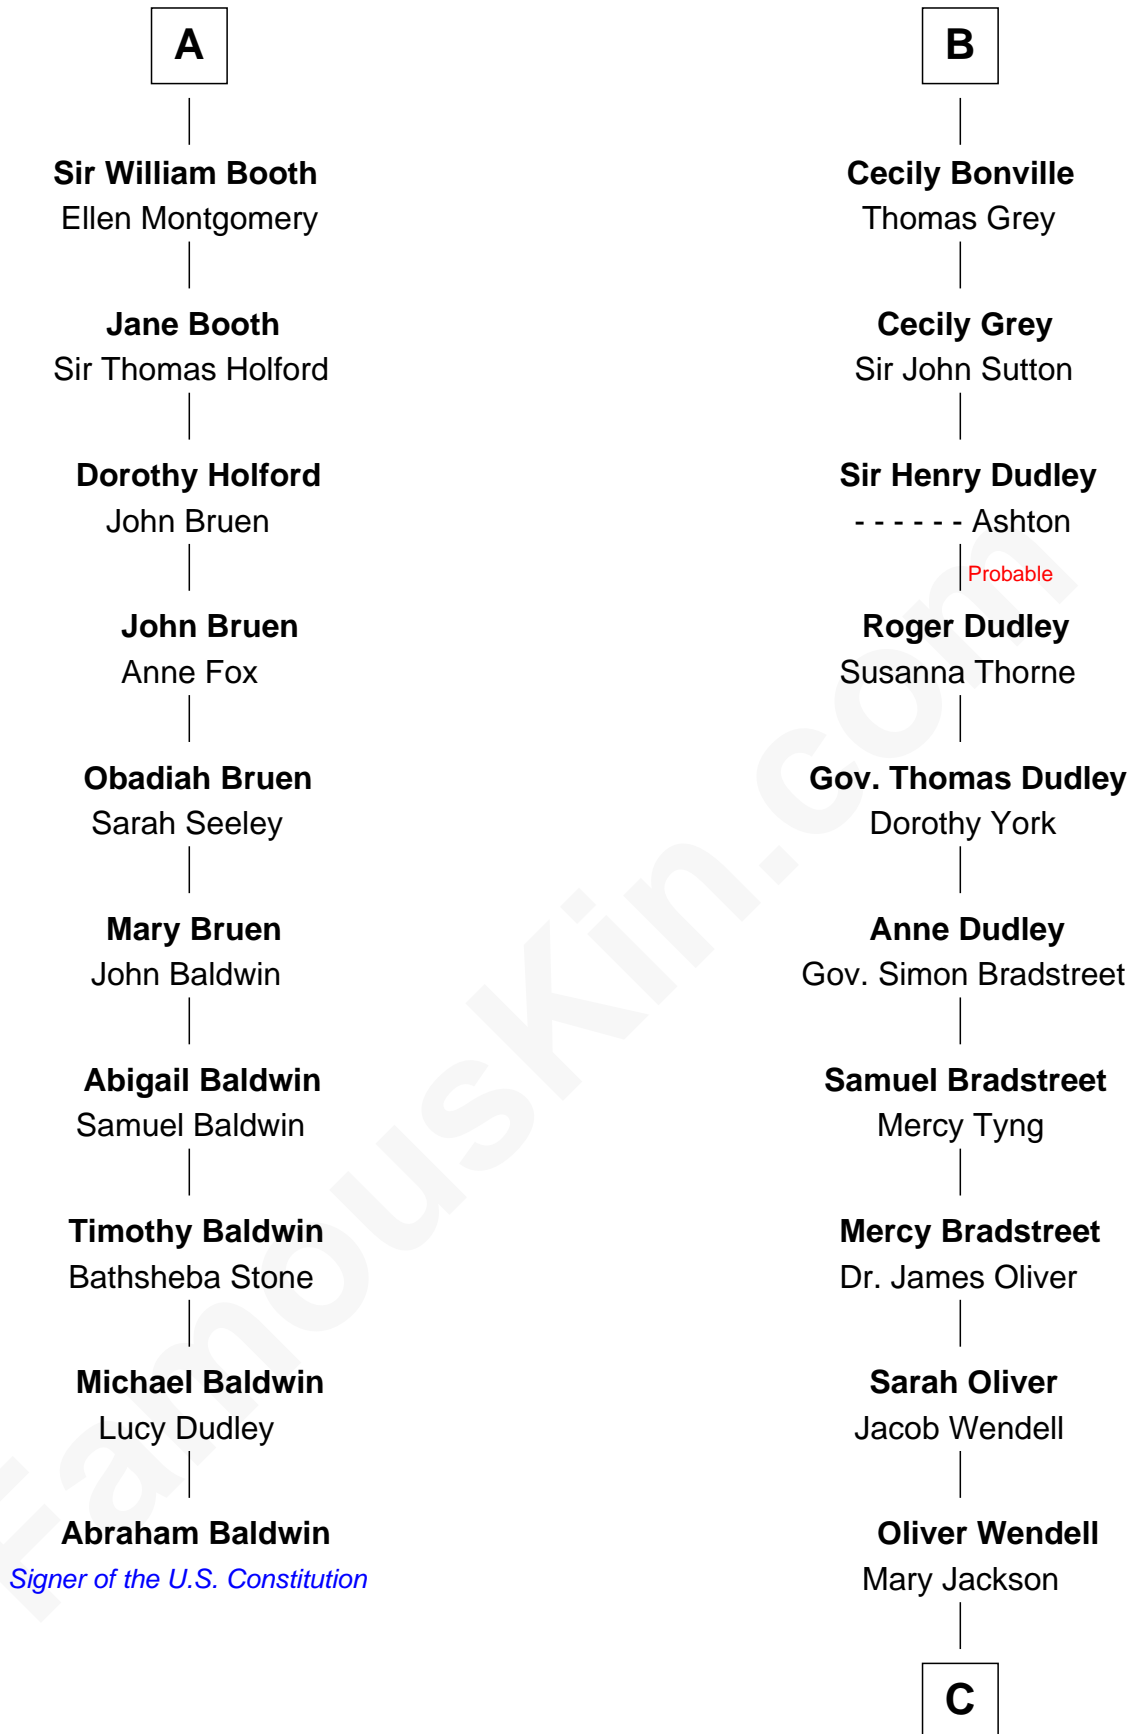 A
Sir William Booth
Ellen Montgomery
Jane Booth
Sir Thomas Holford
Dorothy Holford
John Bruen
John Bruen
Anne Fox
Obadiah Bruen
Sarah Seeley
Mary Bruen
John Baldwin
Abigail Baldwin
Samuel Baldwin
Timothy Baldwin
Bathsheba Stone
Michael Baldwin
Lucy Dudley
Abraham Baldwin
Signer of the U.S. Constitution
B
Cecily Bonville
Thomas Grey
Cecily Grey
Sir John Sutton
Sir Henry Dudley
- - - - - - Ashton
Probable
Roger Dudley
Susanna Thorne
Gov. Thomas Dudley
Dorothy York
Anne Dudley
Gov. Simon Bradstreet
Samuel Bradstreet
Mercy Tyng
Mercy Bradstreet
Dr. James Oliver
Sarah Oliver
Jacob Wendell
Oliver Wendell
Mary Jackson
C
FamousKin.com